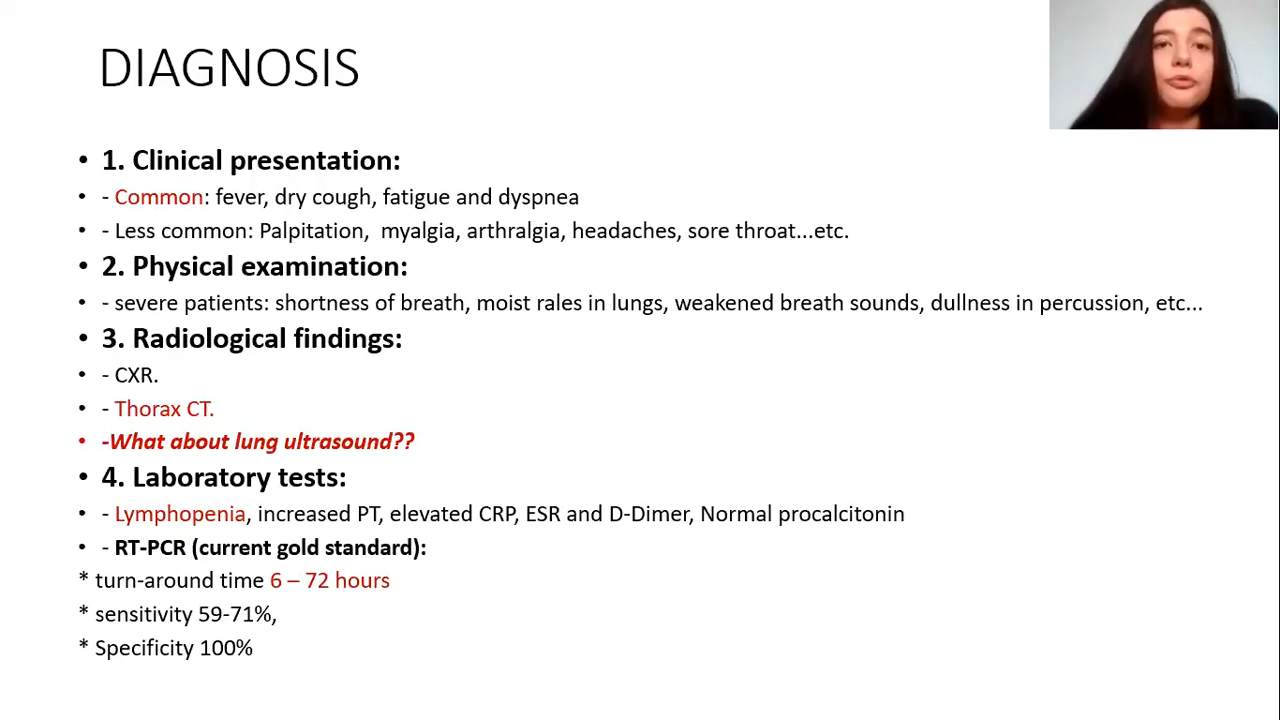 DIAGNOSIS
• 1. Clinical presentation:
• - Common: fever, dry cough, fatigue and dyspnea
• - Less common: Palpitation,  myalgia, arthralgia, headaches, sore throat...etc.
• 2. Physical examination:
• - severe patients: shortness of breath, moist rales in lungs, weakened breath sounds, dullness in percussion, etc...
• 3. Radiological findings:
• - CXR.
• - Thorax CT.
• -What about lung ultrasound??
• 4. Laboratory tests:
• - Lymphopenia, increased PT, elevated CRP, ESR and D-Dimer, Normal procalcitonin
• - RT-PCR (current gold standard):
* turn-around time 6 – 72 hours
* sensitivity 59-71%,
* Specificity 100%